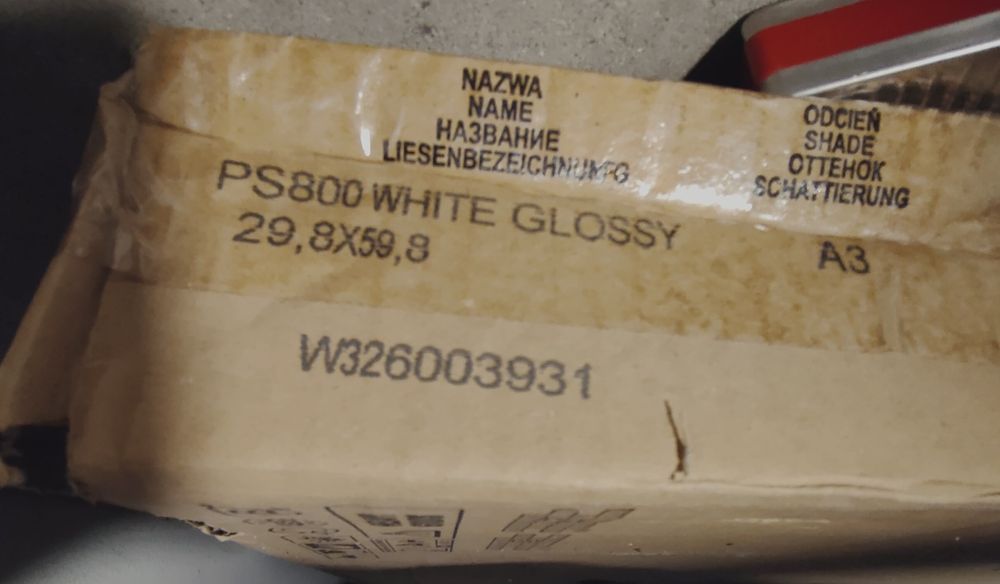 NAZWA
NAME
НАЗВАНИЕ
LIESENBEZEICHNUNG
ODCIEŃ
SHADE
ОТТЕНОК
SCHATTIERUNG
PS800 WHITE GLOSSY
29,8X59,8
A3
W326003931